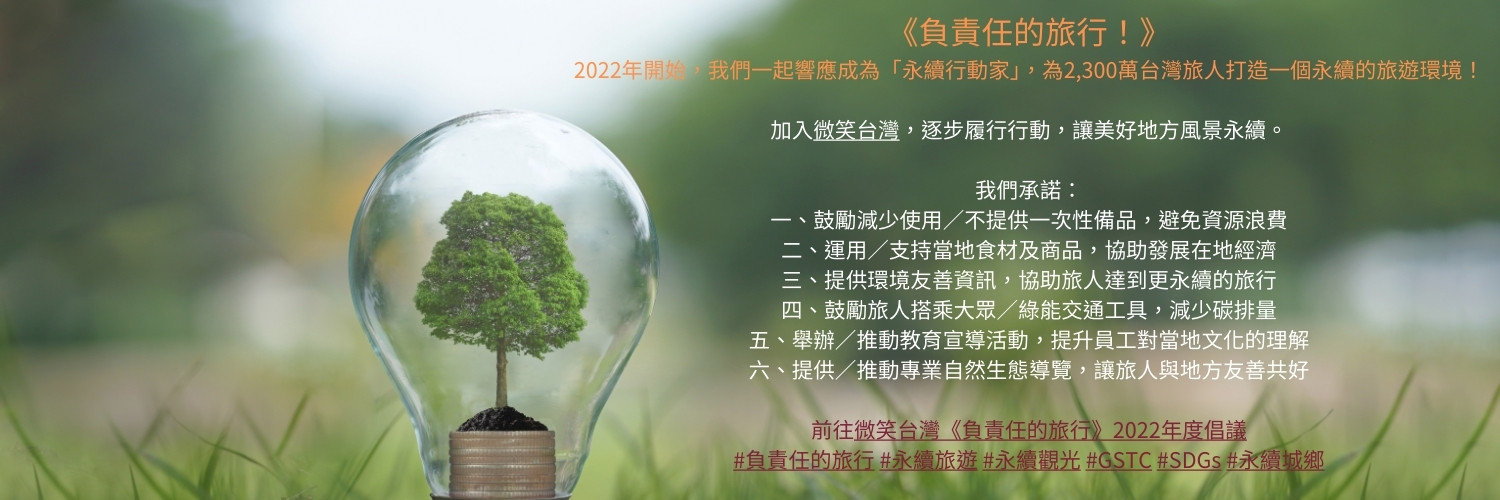 《負責任的旅行！》
2022年開始，我們一起響應成為「永續行動家」，為2,300萬台灣旅人打造一個永續的旅遊環境！
加入微笑台灣，逐步履行行動，讓美好地方風景永續。
我們承諾：
一、鼓勵減少使用／不提供一次性備品，避免資源浪費
二、運用／支持當地食材及商品，協助發展在地經濟
三、提供環境友善資訊，協助旅人達到更永續的旅行
四、鼓勵旅人搭乘大眾／綠能交通工具，減少碳排量
五、舉辦／推動教育宣導活動，提升員工對當地文化的理解
六、提供／推動專業自然生態導覽，讓旅人與地方友善共好
前往微笑台灣《負責任的旅行》2022年度倡議
#負責任的旅行 #永續旅遊 #永續觀光 #GSTC #SDGs #永續城鄉